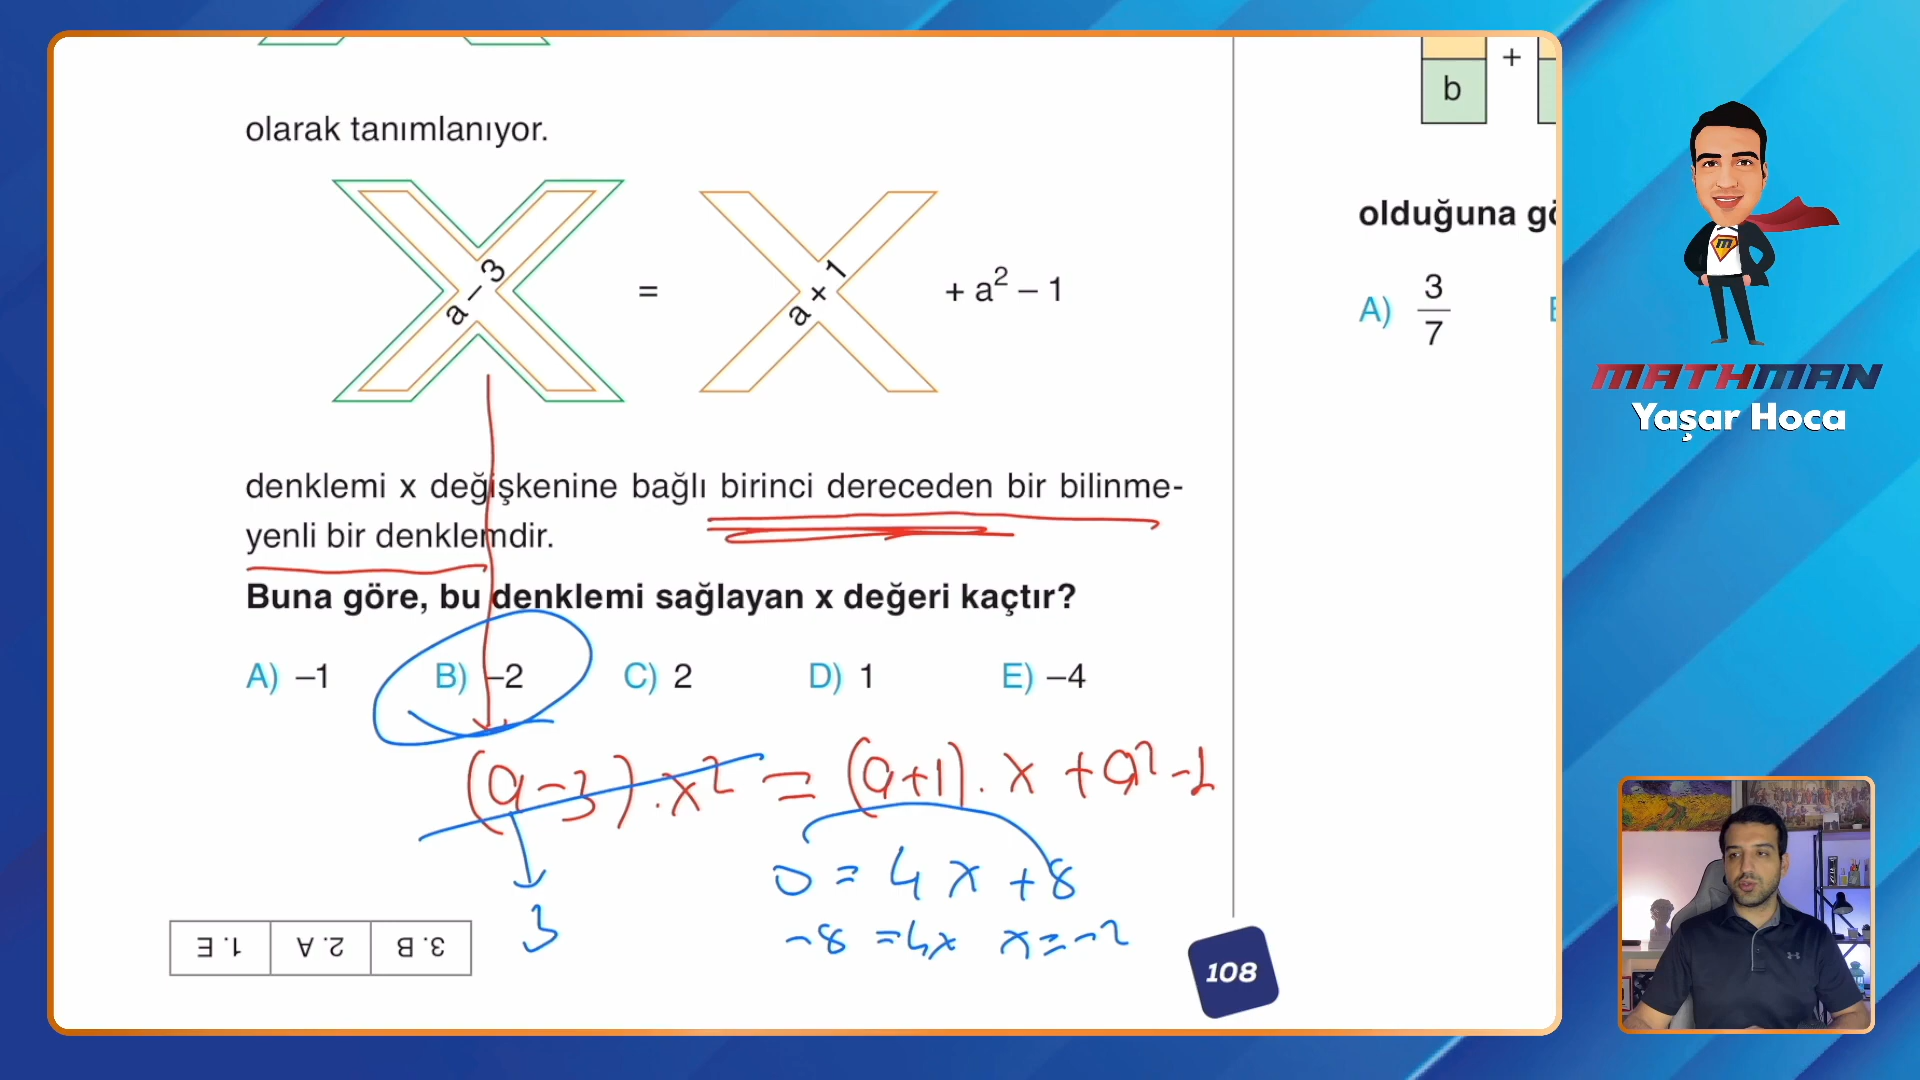 olarak tanımlanıyor.
a – 3 = a + 1 + a² – 1
denklemi x değişkenine bağlı birinci dereceden bir bilinme-
yenli bir denklemdir.
Buna göre, bu denklemi sağlayan x değeri kaçtır?
A) –1 B) –2 C) 2 D) 1 E) –4
(a-3).x² = (a+1).x + a²-1
3
0 = 4x + 8
-8 = 4x x = -2
1. E 2. A 3. B
108
b +
olduğuna gö
A) 3/7
m
MATHMAN
Yaşar Hoca